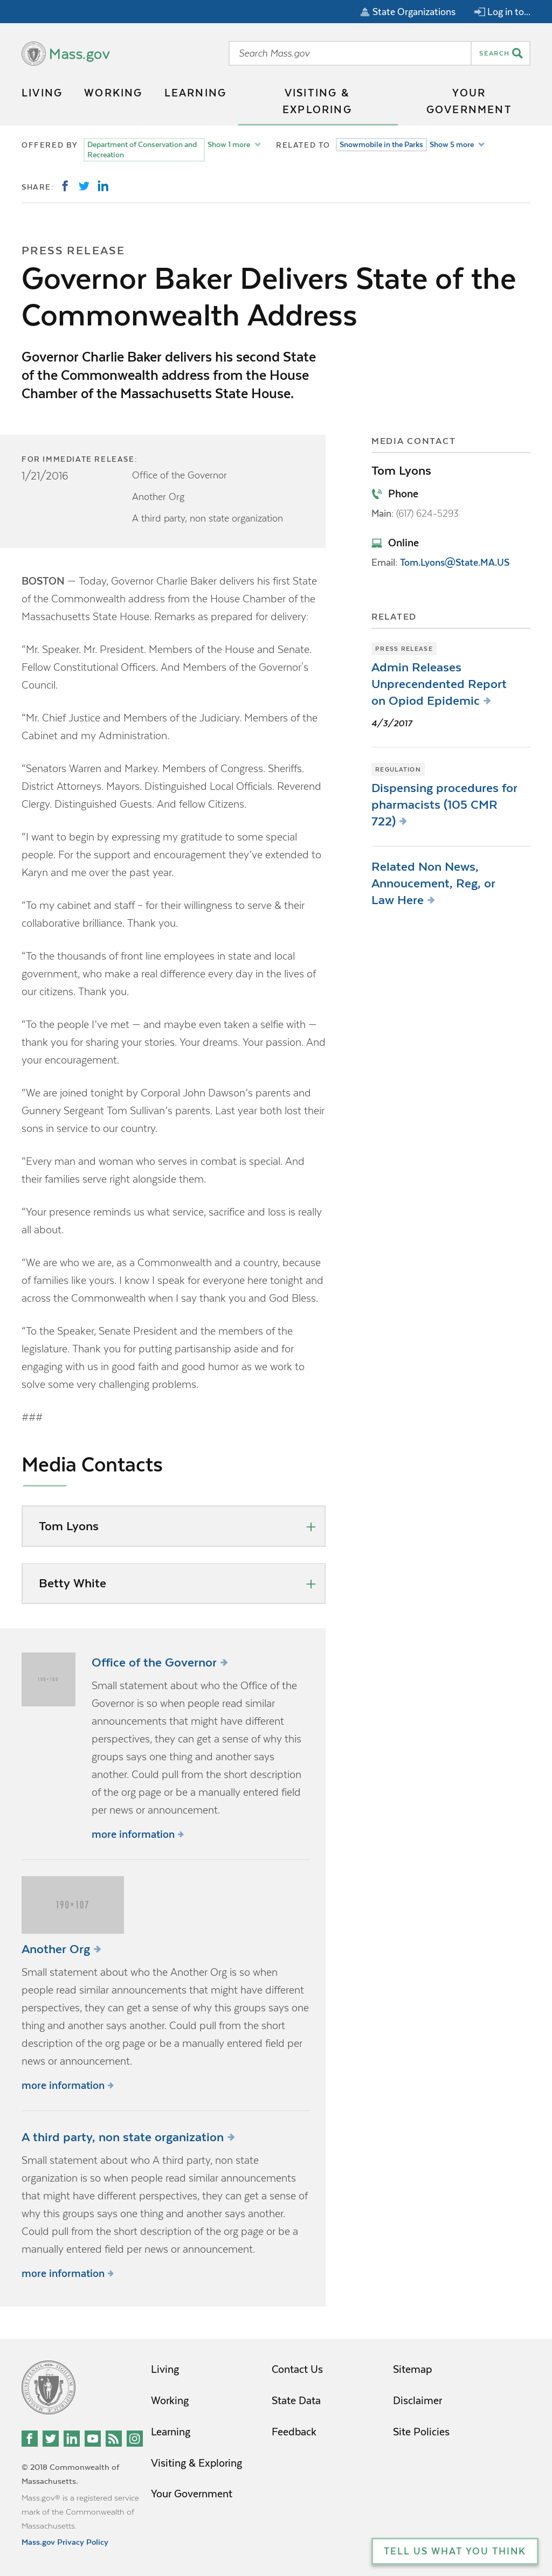 State Organizations
Log in to...
Mass.gov
Search Mass.gov
SEARCH
LIVING
WORKING
LEARNING
VISITING &
EXPLORING
YOUR
GOVERNMENT
OFFERED BY
Department of Conservation and
Recreation
Show 1 more
RELATED TO
Snowmobile in the Parks
Show 5 more
SHARE:
PRESS RELEASE
Governor Baker Delivers State of the
Commonwealth Address
Governor Charlie Baker delivers his second State
of the Commonwealth address from the House
Chamber of the Massachusetts State House.
FOR IMMEDIATE RELEASE:
1/21/2016
Office of the Governor
Another Org
A third party, non state organization
BOSTON — Today, Governor Charlie Baker delivers his first State
of the Commonwealth address from the House Chamber of the
Massachusetts State House. Remarks as prepared for delivery:
"Mr. Speaker. Mr. President. Members of the House and Senate.
Fellow Constitutional Officers. And Members of the Governor's
Council.
"Mr. Chief Justice and Members of the Judiciary. Members of the
Cabinet and my Administration.
"Senators Warren and Markey. Members of Congress. Sheriffs.
District Attorneys. Mayors. Distinguished Local Officials. Reverend
Clergy. Distinguished Guests. And fellow Citizens.
"I want to begin by expressing my gratitude to some special
people. For the support and encouragement they've extended to
Karyn and me over the past year.
"To my cabinet and staff – for their willingness to serve & their
collaborative brilliance. Thank you.
"To the thousands of front line employees in state and local
government, who make a real difference every day in the lives of
our citizens. Thank you.
"To the people I've met — and maybe even taken a selfie with —
thank you for sharing your stories. Your dreams. Your passion. And
your encouragement.
"We are joined tonight by Corporal John Dawson's parents and
Gunnery Sergeant Tom Sullivan's parents. Last year both lost their
sons in service to our country.
"Every man and woman who serves in combat is special. And
their families serve right alongside them.
"Your presence reminds us what service, sacrifice and loss is really
all about.
"We are who we are, as a Commonwealth and a country, because
of families like yours. I know I speak for everyone here tonight and
across the Commonwealth when I say thank you and God Bless.
"To the Speaker, Senate President and the members of the
legislature. Thank you for putting partisanship aside and for
engaging with us in good faith and good humor as we work to
solve some very challenging problems.
###
MEDIA CONTACT
Tom Lyons
Phone
Main: (617) 624-5293
Online
Email: Tom.Lyons@State.MA.US
RELATED
PRESS RELEASE
Admin Releases
Unprecendented Report
on Opiod Epidemic
4/3/2017
REGULATION
Dispensing procedures for
pharmacists (105 CMR
722)
Related Non News,
Annoucement, Reg, or
Law Here
Media Contacts
Tom Lyons
Betty White
100×100
Office of the Governor
Small statement about who the Office of the
Governor is so when people read similar
announcements that might have different
perspectives, they can get a sense of why this
groups says one thing and another says
another. Could pull from the short description
of the org page or be a manually entered field
per news or announcement.
more information
190×107
Another Org
Small statement about who the Another Org is so when
people read similar announcements that might have different
perspectives, they can get a sense of why this groups says one
thing and another says another. Could pull from the short
description of the org page or be a manually entered field per
news or announcement.
more information
A third party, non state organization
Small statement about who A third party, non state
organization is so when people read similar announcements
that might have different perspectives, they can get a sense of
why this groups says one thing and another says another.
Could pull from the short description of the org page or be a
manually entered field per news or announcement.
more information
Living
Working
Learning
Visiting & Exploring
Your Government
Contact Us
State Data
Feedback
Sitemap
Disclaimer
Site Policies
© 2018 Commonwealth of
Massachusetts.
Mass.gov® is a registered service
mark of the Commonwealth of
Massachusetts.
Mass.gov Privacy Policy
TELL US WHAT YOU THINK